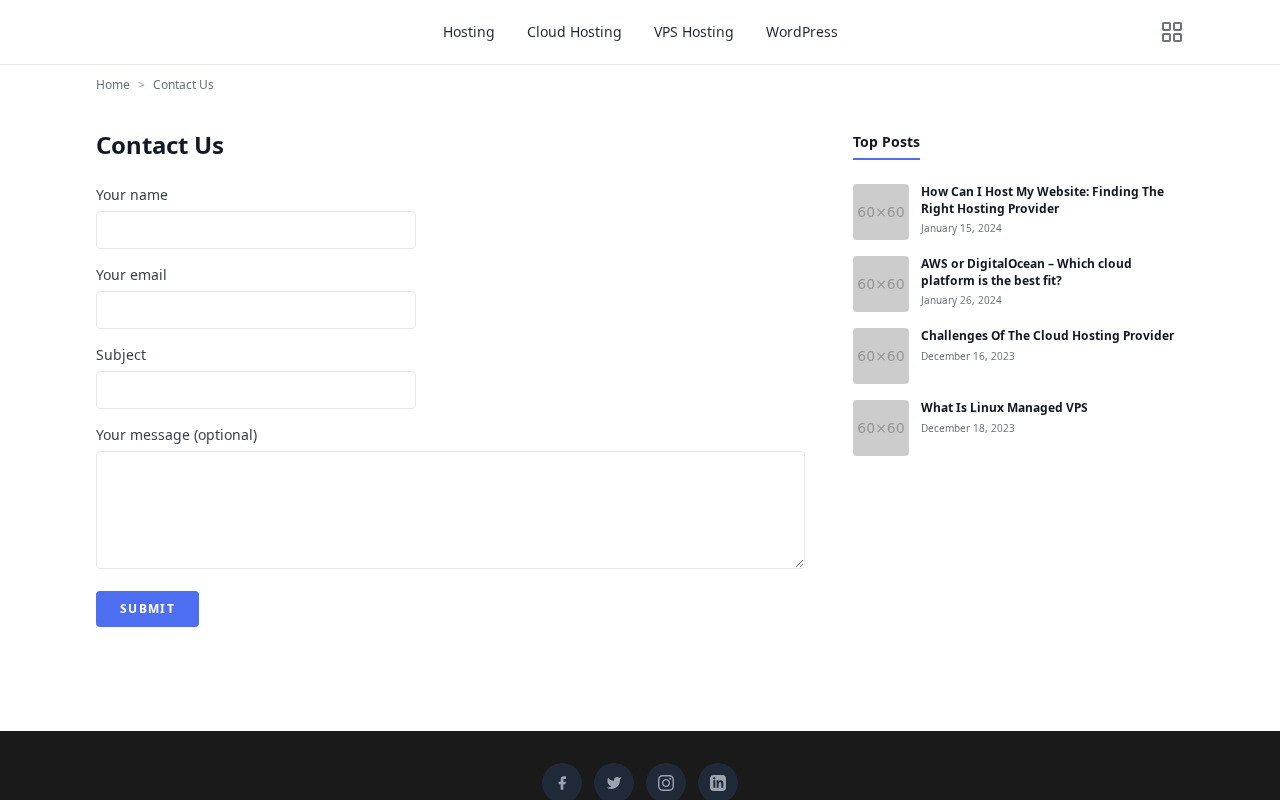 Hosting Cloud Hosting VPS Hosting WordPress
Home > Contact Us
Contact Us
Your name
Your email
Subject
Your message (optional)
SUBMIT
Top Posts
60×60
How Can I Host My Website: Finding The
Right Hosting Provider
January 15, 2024
60×60
AWS or DigitalOcean – Which cloud
platform is the best fit?
January 26, 2024
60×60
Challenges Of The Cloud Hosting Provider
December 16, 2023
60×60
What Is Linux Managed VPS
December 18, 2023